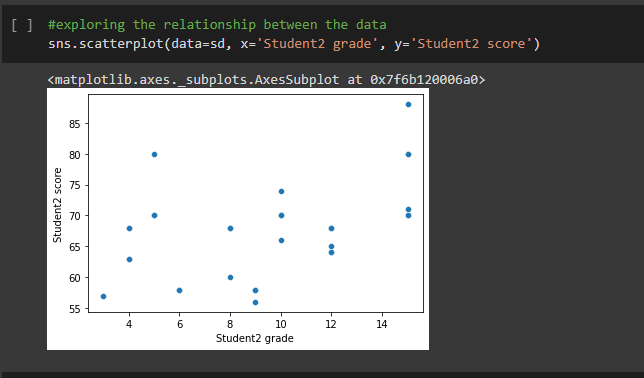 [ ] #exploring the relationship between the data
sns.scatterplot(data=sd, x='Student2 grade', y='Student2 score')
<matplotlib.axes._subplots.AxesSubplot at 0x7f6b120006a0>
85
80
75
70
65
60
55
Student2 score
4 6 8 10 12 14
Student2 grade